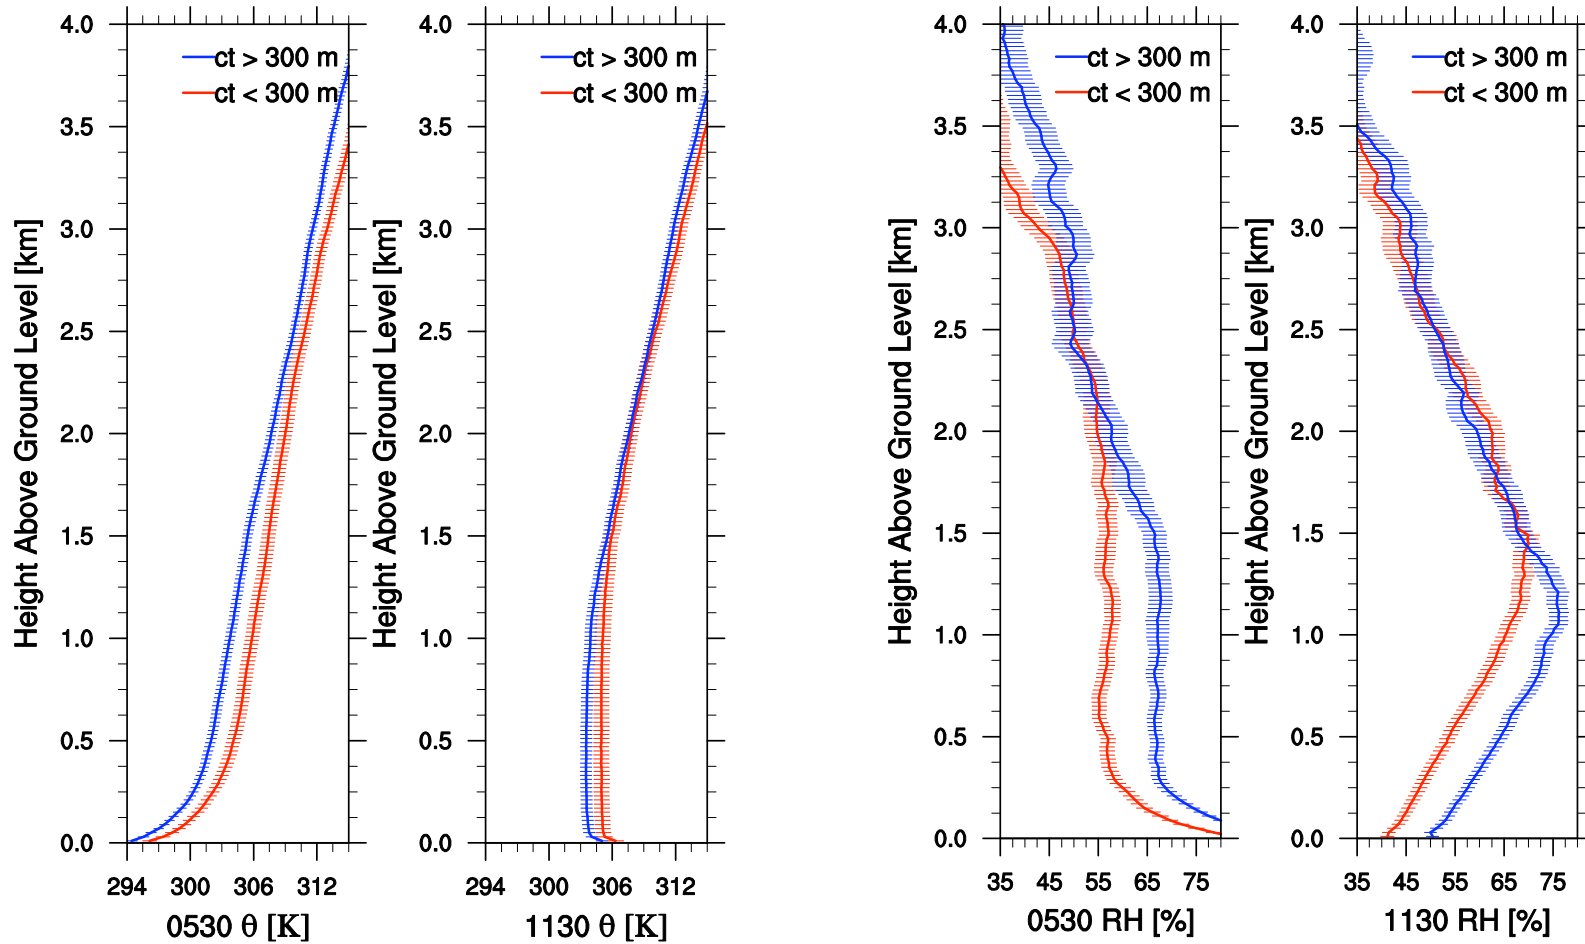 Height Above Ground Level [km]
4.0
3.5
3.0
2.5
2.0
1.5
1.0
0.5
0.0
ct > 300 m
ct < 300 m
294 300 306 312
0530 θ [K]
Height Above Ground Level [km]
4.0
3.5
3.0
2.5
2.0
1.5
1.0
0.5
0.0
ct > 300 m
ct < 300 m
294 300 306 312
1130 θ [K]
Height Above Ground Level [km]
4.0
3.5
3.0
2.5
2.0
1.5
1.0
0.5
0.0
ct > 300 m
ct < 300 m
35 45 55 65 75
0530 RH [%]
Height Above Ground Level [km]
4.0
3.5
3.0
2.5
2.0
1.5
1.0
0.5
0.0
ct > 300 m
ct < 300 m
35 45 55 65 75
1130 RH [%]